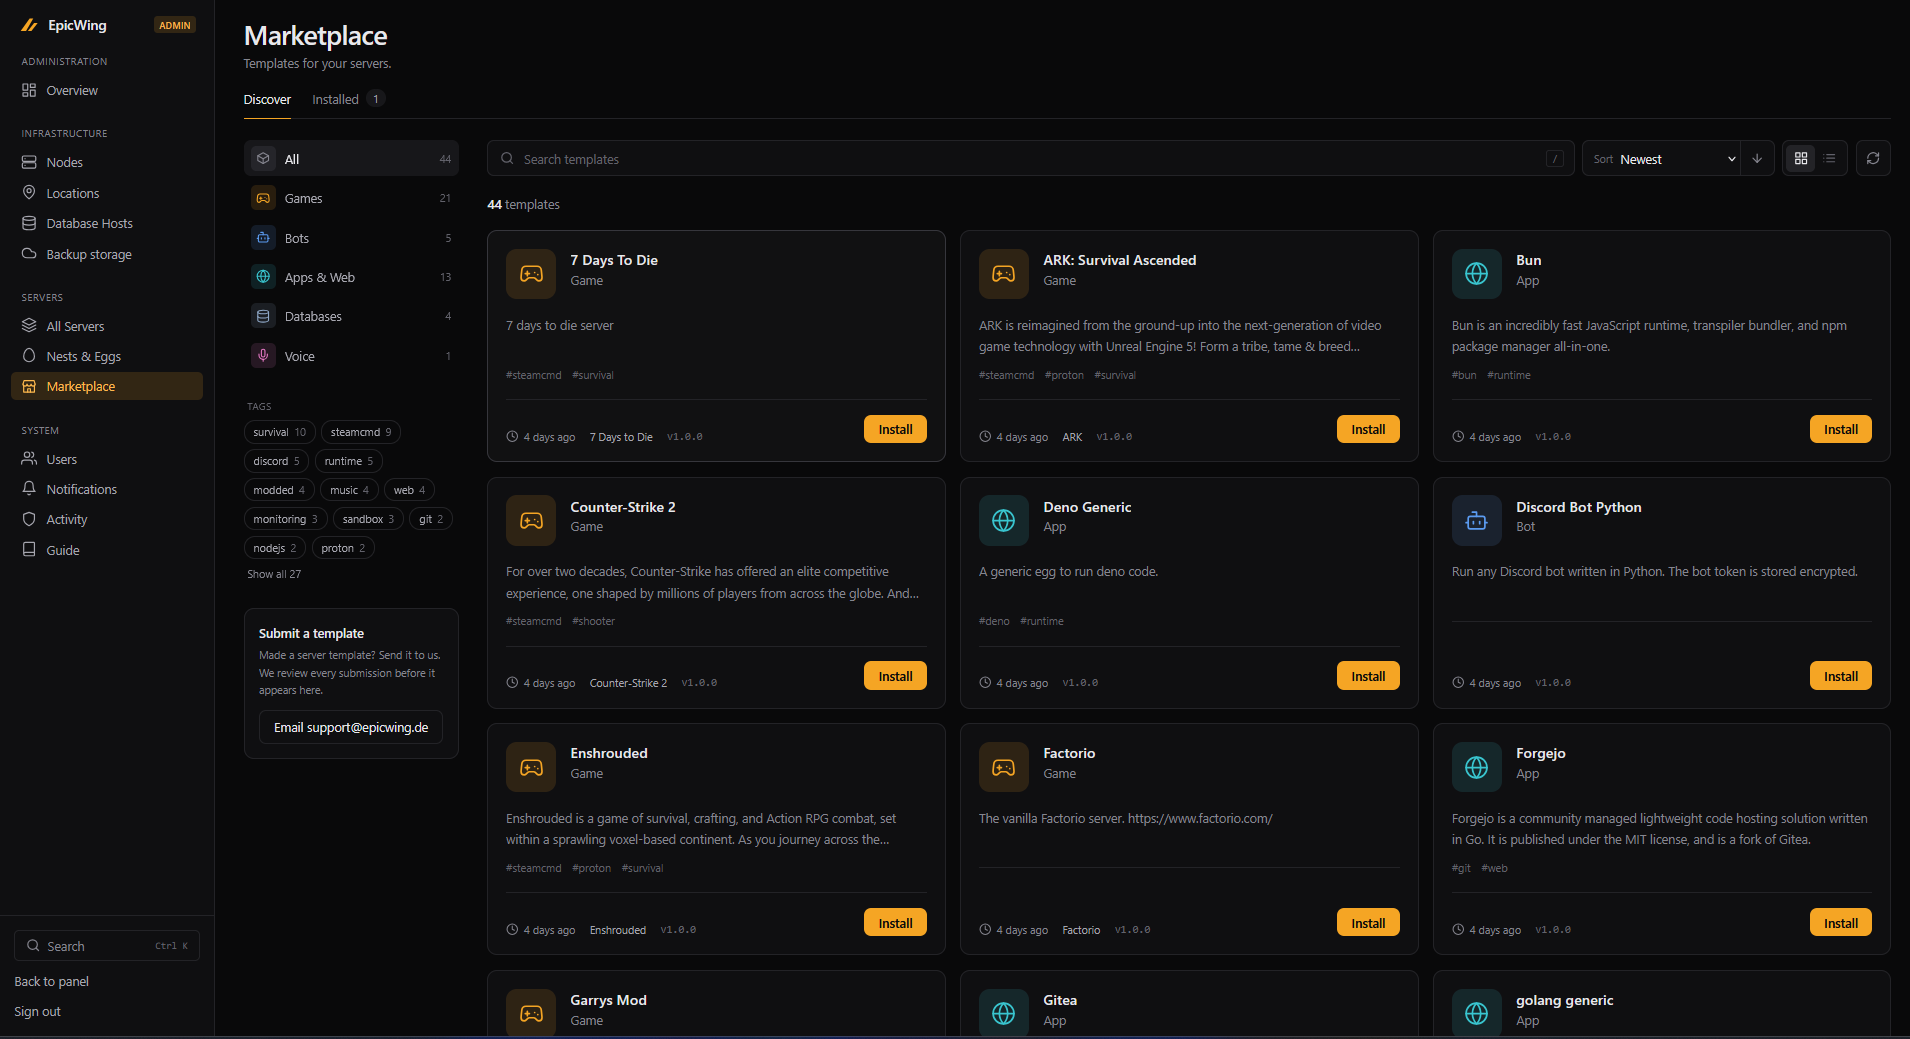 EpicWing
ADMIN
ADMINISTRATION
Overview
INFRASTRUCTURE
Nodes
Locations
Database Hosts
Backup storage
SERVERS
All Servers
Nests & Eggs
Marketplace
SYSTEM
Users
Notifications
Activity
Guide
Search Ctrl K
Back to panel
Sign out
Marketplace
Templates for your servers.
Discover Installed 1
All 44
Games 21
Bots 5
Apps & Web 13
Databases 4
Voice 1
TAGS
survival 10 steamcmd 9
discord 5 runtime 5
modded 4 music 4 web 4
monitoring 3 sandbox 3 git 2
nodejs 2 proton 2
Show all 27
Submit a template
Made a server template? Send it to us.
We review every submission before it
appears here.
Email support@epicwing.de
Search templates /
Sort Newest
44 templates
7 Days To Die
Game
7 days to die server
#steamcmd #survival
4 days ago 7 Days to Die v1.0.0 Install
ARK: Survival Ascended
Game
ARK is reimagined from the ground-up into the next-generation of video
game technology with Unreal Engine 5! Form a tribe, tame & breed...
#steamcmd #proton #survival
4 days ago ARK v1.0.0 Install
Bun
App
Bun is an incredibly fast JavaScript runtime, transpiler bundler, and npm
package manager all-in-one.
#bun #runtime
4 days ago v1.0.0 Install
Counter-Strike 2
Game
For over two decades, Counter-Strike has offered an elite competitive
experience, one shaped by millions of players from across the globe. And...
#steamcmd #shooter
4 days ago Counter-Strike 2 v1.0.0 Install
Deno Generic
App
A generic egg to run deno code.
#deno #runtime
4 days ago v1.0.0 Install
Discord Bot Python
Bot
Run any Discord bot written in Python. The bot token is stored encrypted.
4 days ago v1.0.0 Install
Enshrouded
Game
Enshrouded is a game of survival, crafting, and Action RPG combat, set
within a sprawling voxel-based continent. As you journey across the...
#steamcmd #proton #survival
4 days ago Enshrouded v1.0.0 Install
Factorio
Game
The vanilla Factorio server. https://www.factorio.com/
4 days ago Factorio v1.0.0 Install
Forgejo
App
Forgejo is a community managed lightweight code hosting solution written
in Go. It is published under the MIT license, and is a fork of Gitea.
#git #web
4 days ago v1.0.0 Install
Garrys Mod
Game
Gitea
App
golang generic
App